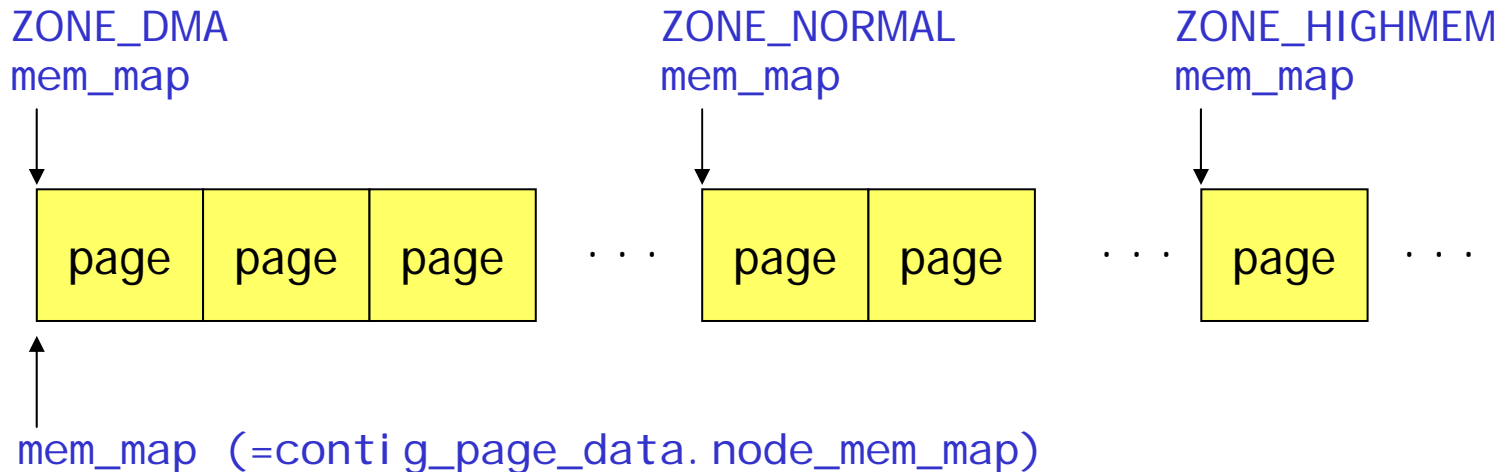 ZONE_DMA
mem_map
ZONE_NORMAL
mem_map
ZONE_HIGHMEM
mem_map
page page page ... page page ... page ...
mem_map (=contig_page_data.node_mem_map)